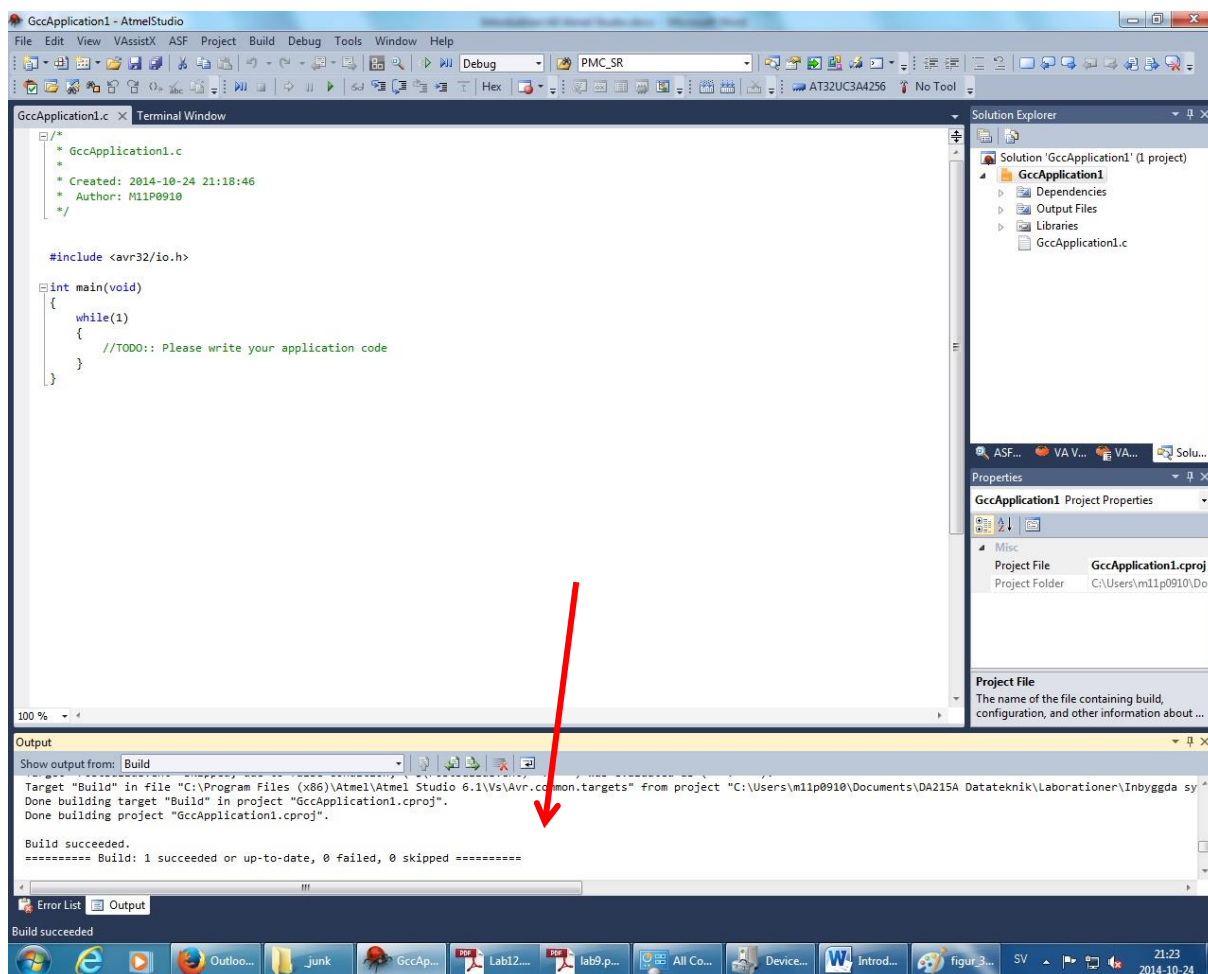 GccApplication1 - AtmelStudio
File Edit View VAssistX ASF Project Build Debug Tools Window Help
Debug PMC_SR
Hex AT32UC3A4256 No Tool
GccApplication1.c Terminal Window
/*
* GccApplication1.c
*
* Created: 2014-10-24 21:18:46
* Author: M11P0910
*/
#include <avr32/io.h>
int main(void)
{
while(1)
{
//TODO:: Please write your application code
}
}
100 %
Solution Explorer
Solution 'GccApplication1' (1 project)
GccApplication1
Dependencies
Output Files
Libraries
GccApplication1.c
ASF... VA V... VA... Solu...
Properties
GccApplication1 Project Properties
Misc
Project File GccApplication1.cproj
Project Folder C:\Users\m11p0910\Do
Project File
The name of the file containing build,
configuration, and other information about ...
Output
Show output from: Build
Target "Build" in file "C:\Program Files (x86)\Atmel\Atmel Studio 6.1\Vs\Avr.common.targets" from project "C:\Users\m11p0910\Documents\DA215A Datateknik\Laborationer\Inbyggda sy
Done building target "Build" in project "GccApplication1.cproj".
Done building project "GccApplication1.cproj".
Build succeeded.
========== Build: 1 succeeded or up-to-date, 0 failed, 0 skipped ==========
Error List Output
Build succeeded
Outloo... _junk GccAp... Lab12.... lab9.p... All Co... Device... Introd... figur_3... SV 21:23
2014-10-24